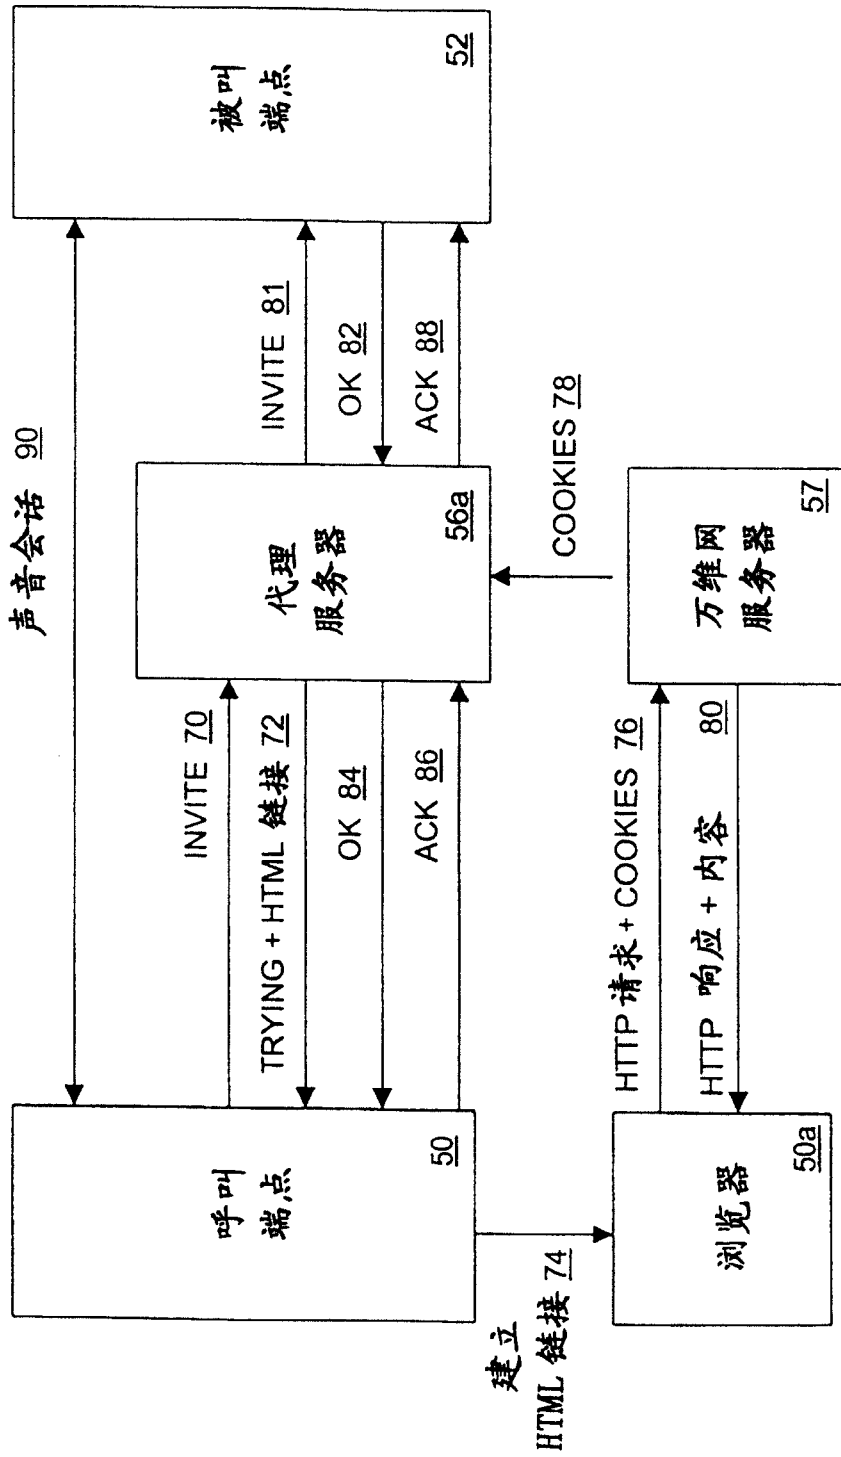 声音会话 90
呼叫
端点
50
INVITE 70
TRYING + HTML 链接 72
OK 84
ACK 86
代理
服务器
56a
INVITE 81
OK 82
ACK 88
被叫
端点
52
建立
HTML 链接 74
COOKIES 78
浏览器
50a
HTTP 请求 + COOKIES 76
HTTP 响应 + 内容 80
万维网
服务器
57